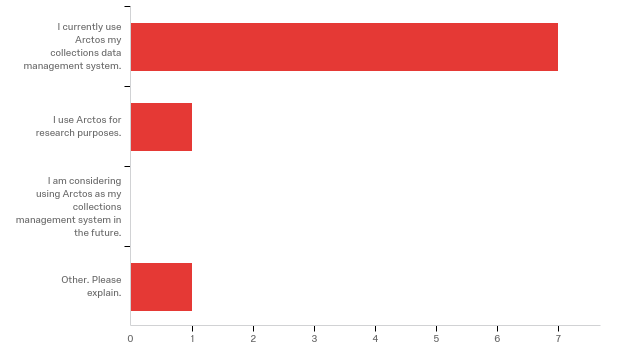 I currently use
Arctos my
collections data
management system.
I use Arctos for
research purposes.
I am considering
using Arctos as my
collections
management system in
the future.
Other. Please
explain.
0 1 2 3 4 5 6 7